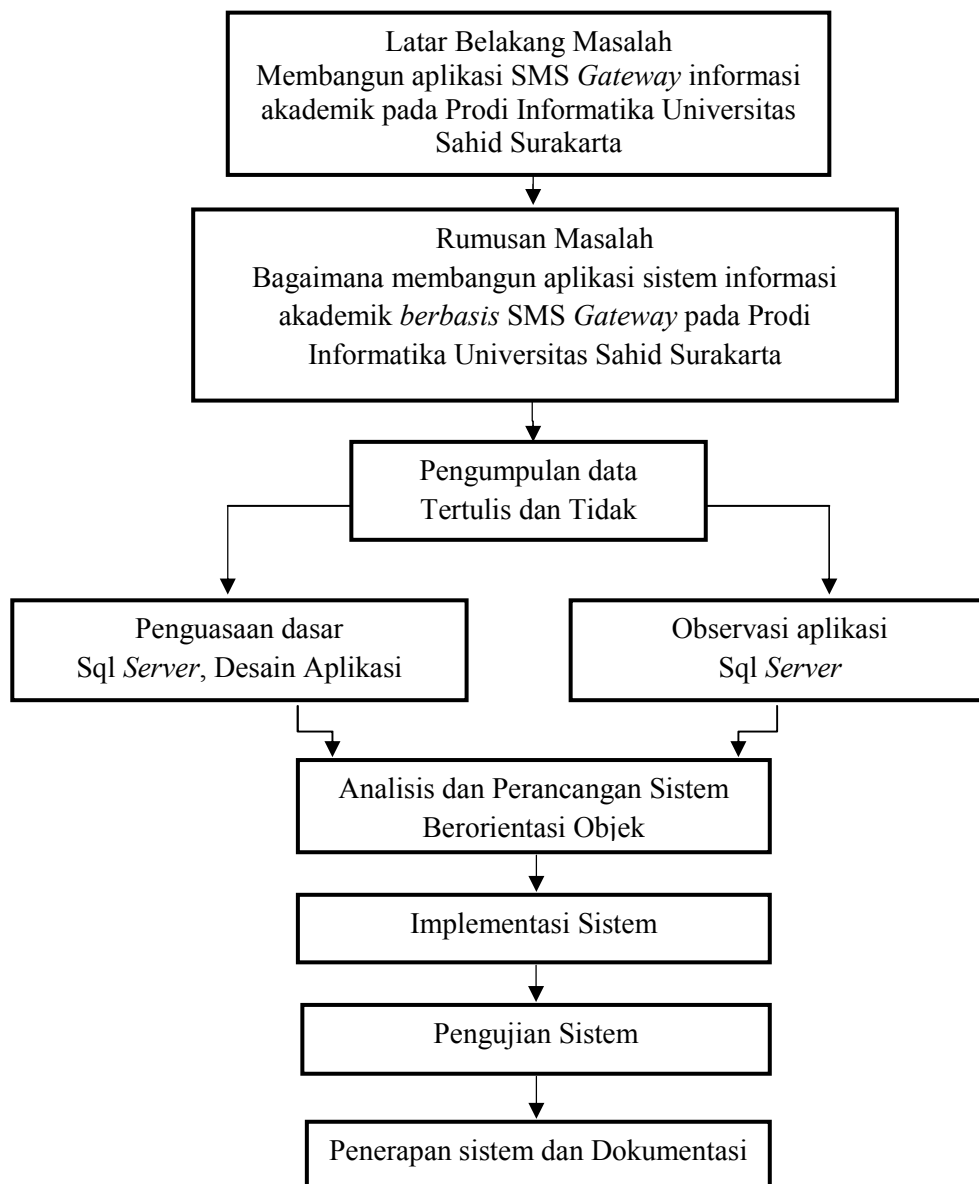 Latar Belakang Masalah
Membangun aplikasi SMS Gateway informasi
akademik pada Prodi Informatika Universitas
Sahid Surakarta
Rumusan Masalah
Bagaimana membangun aplikasi sistem informasi
akademik berbasis SMS Gateway pada Prodi
Informatika Universitas Sahid Surakarta
Pengumpulan data
Tertulis dan Tidak
Penguasaan dasar
Sql Server, Desain Aplikasi
Observasi aplikasi
Sql Server
Analisis dan Perancangan Sistem
Berorientasi Objek
Implementasi Sistem
Pengujian Sistem
Penerapan sistem dan Dokumentasi